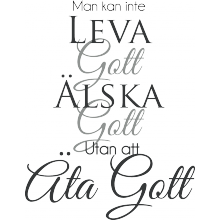 Man kan inte
LEVA
Gott
ÄLSKA
Gott
Utan att
Äta Gott